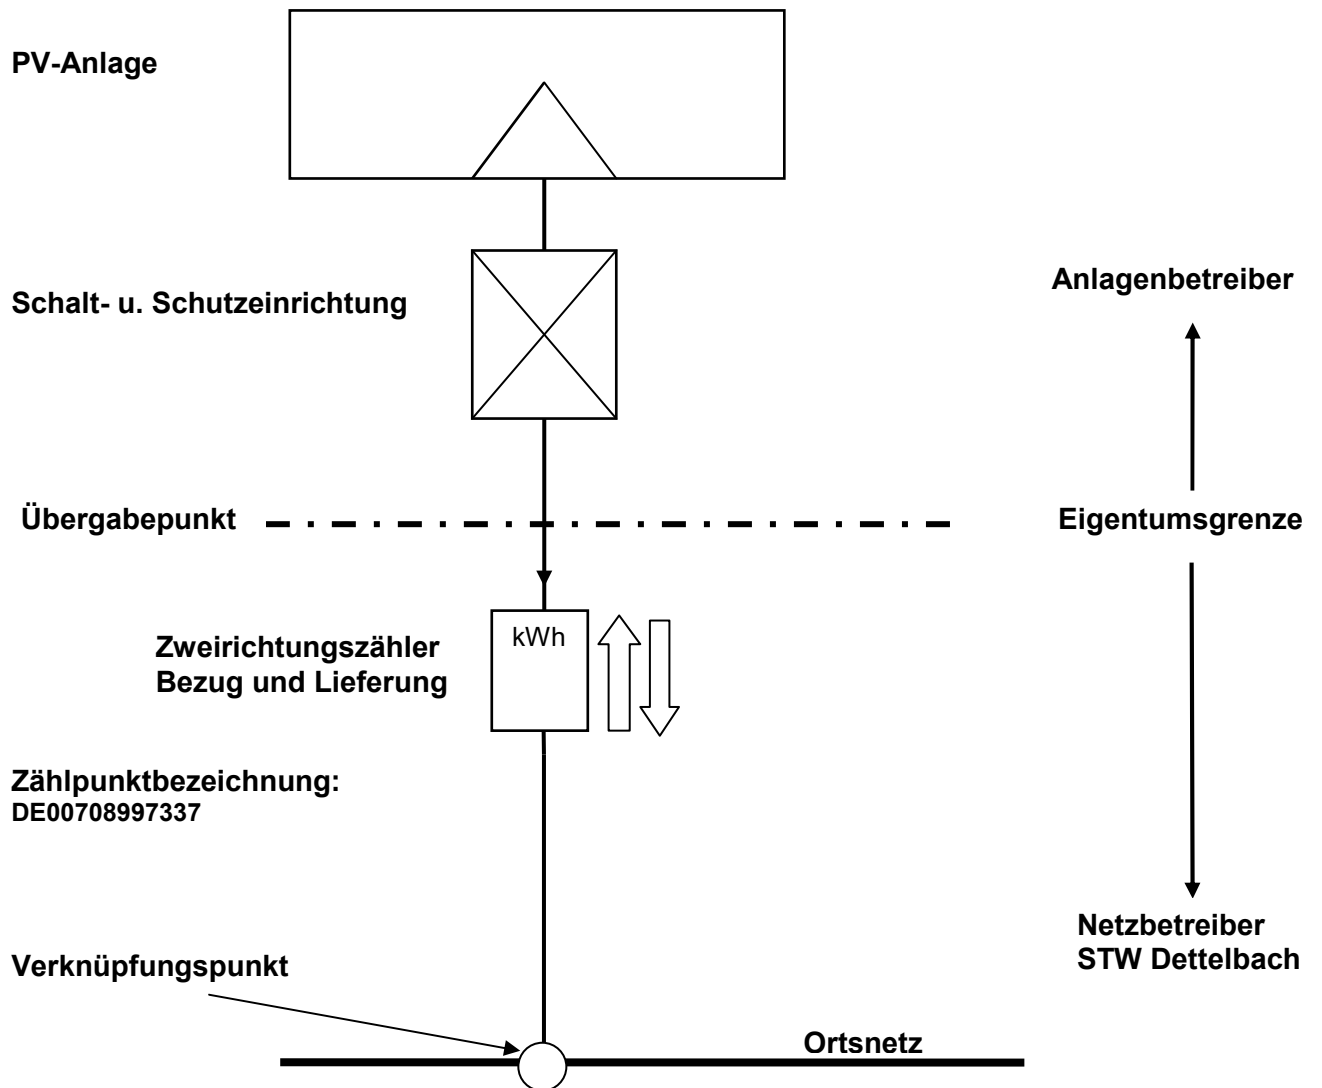 PV-Anlage
Anlagenbetreiber
Schalt- u. Schutzeinrichtung
Übergabepunkt
Eigentumsgrenze
kWh
Zweirichtungszähler
Bezug und Lieferung
Zählpunktbezeichnung:
DE00708997337
Netzbetreiber
STW Dettelbach
Verknüpfungspunkt
Ortsnetz